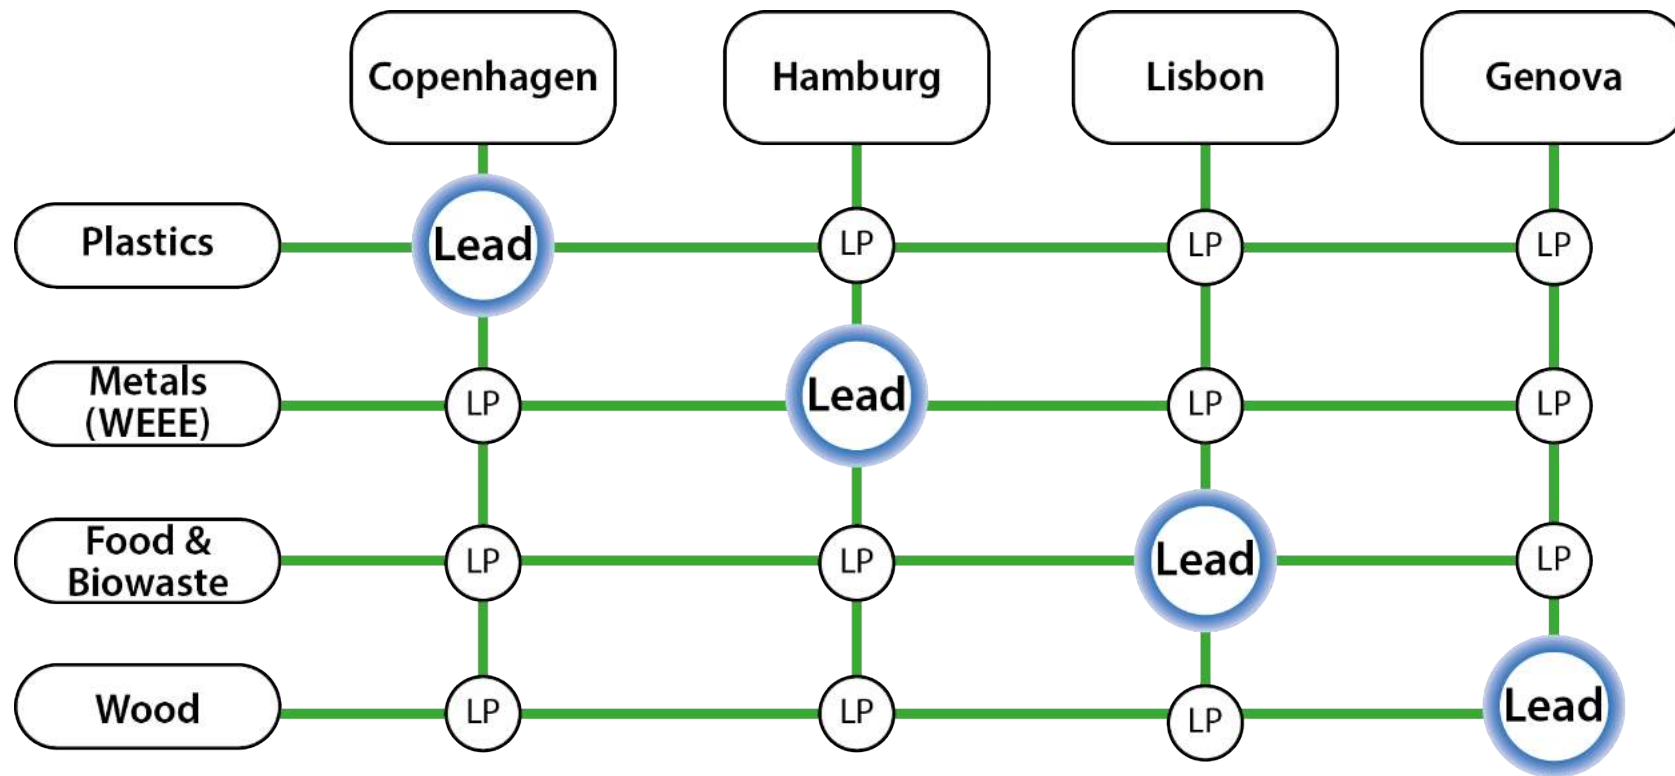 Copenhagen
Hamburg
Lisbon
Genova
Plastics
Lead
LP
LP
LP
Metals
(WEEE)
LP
Lead
LP
LP
Food &
Biowaste
LP
LP
Lead
LP
Wood
LP
LP
LP
Lead